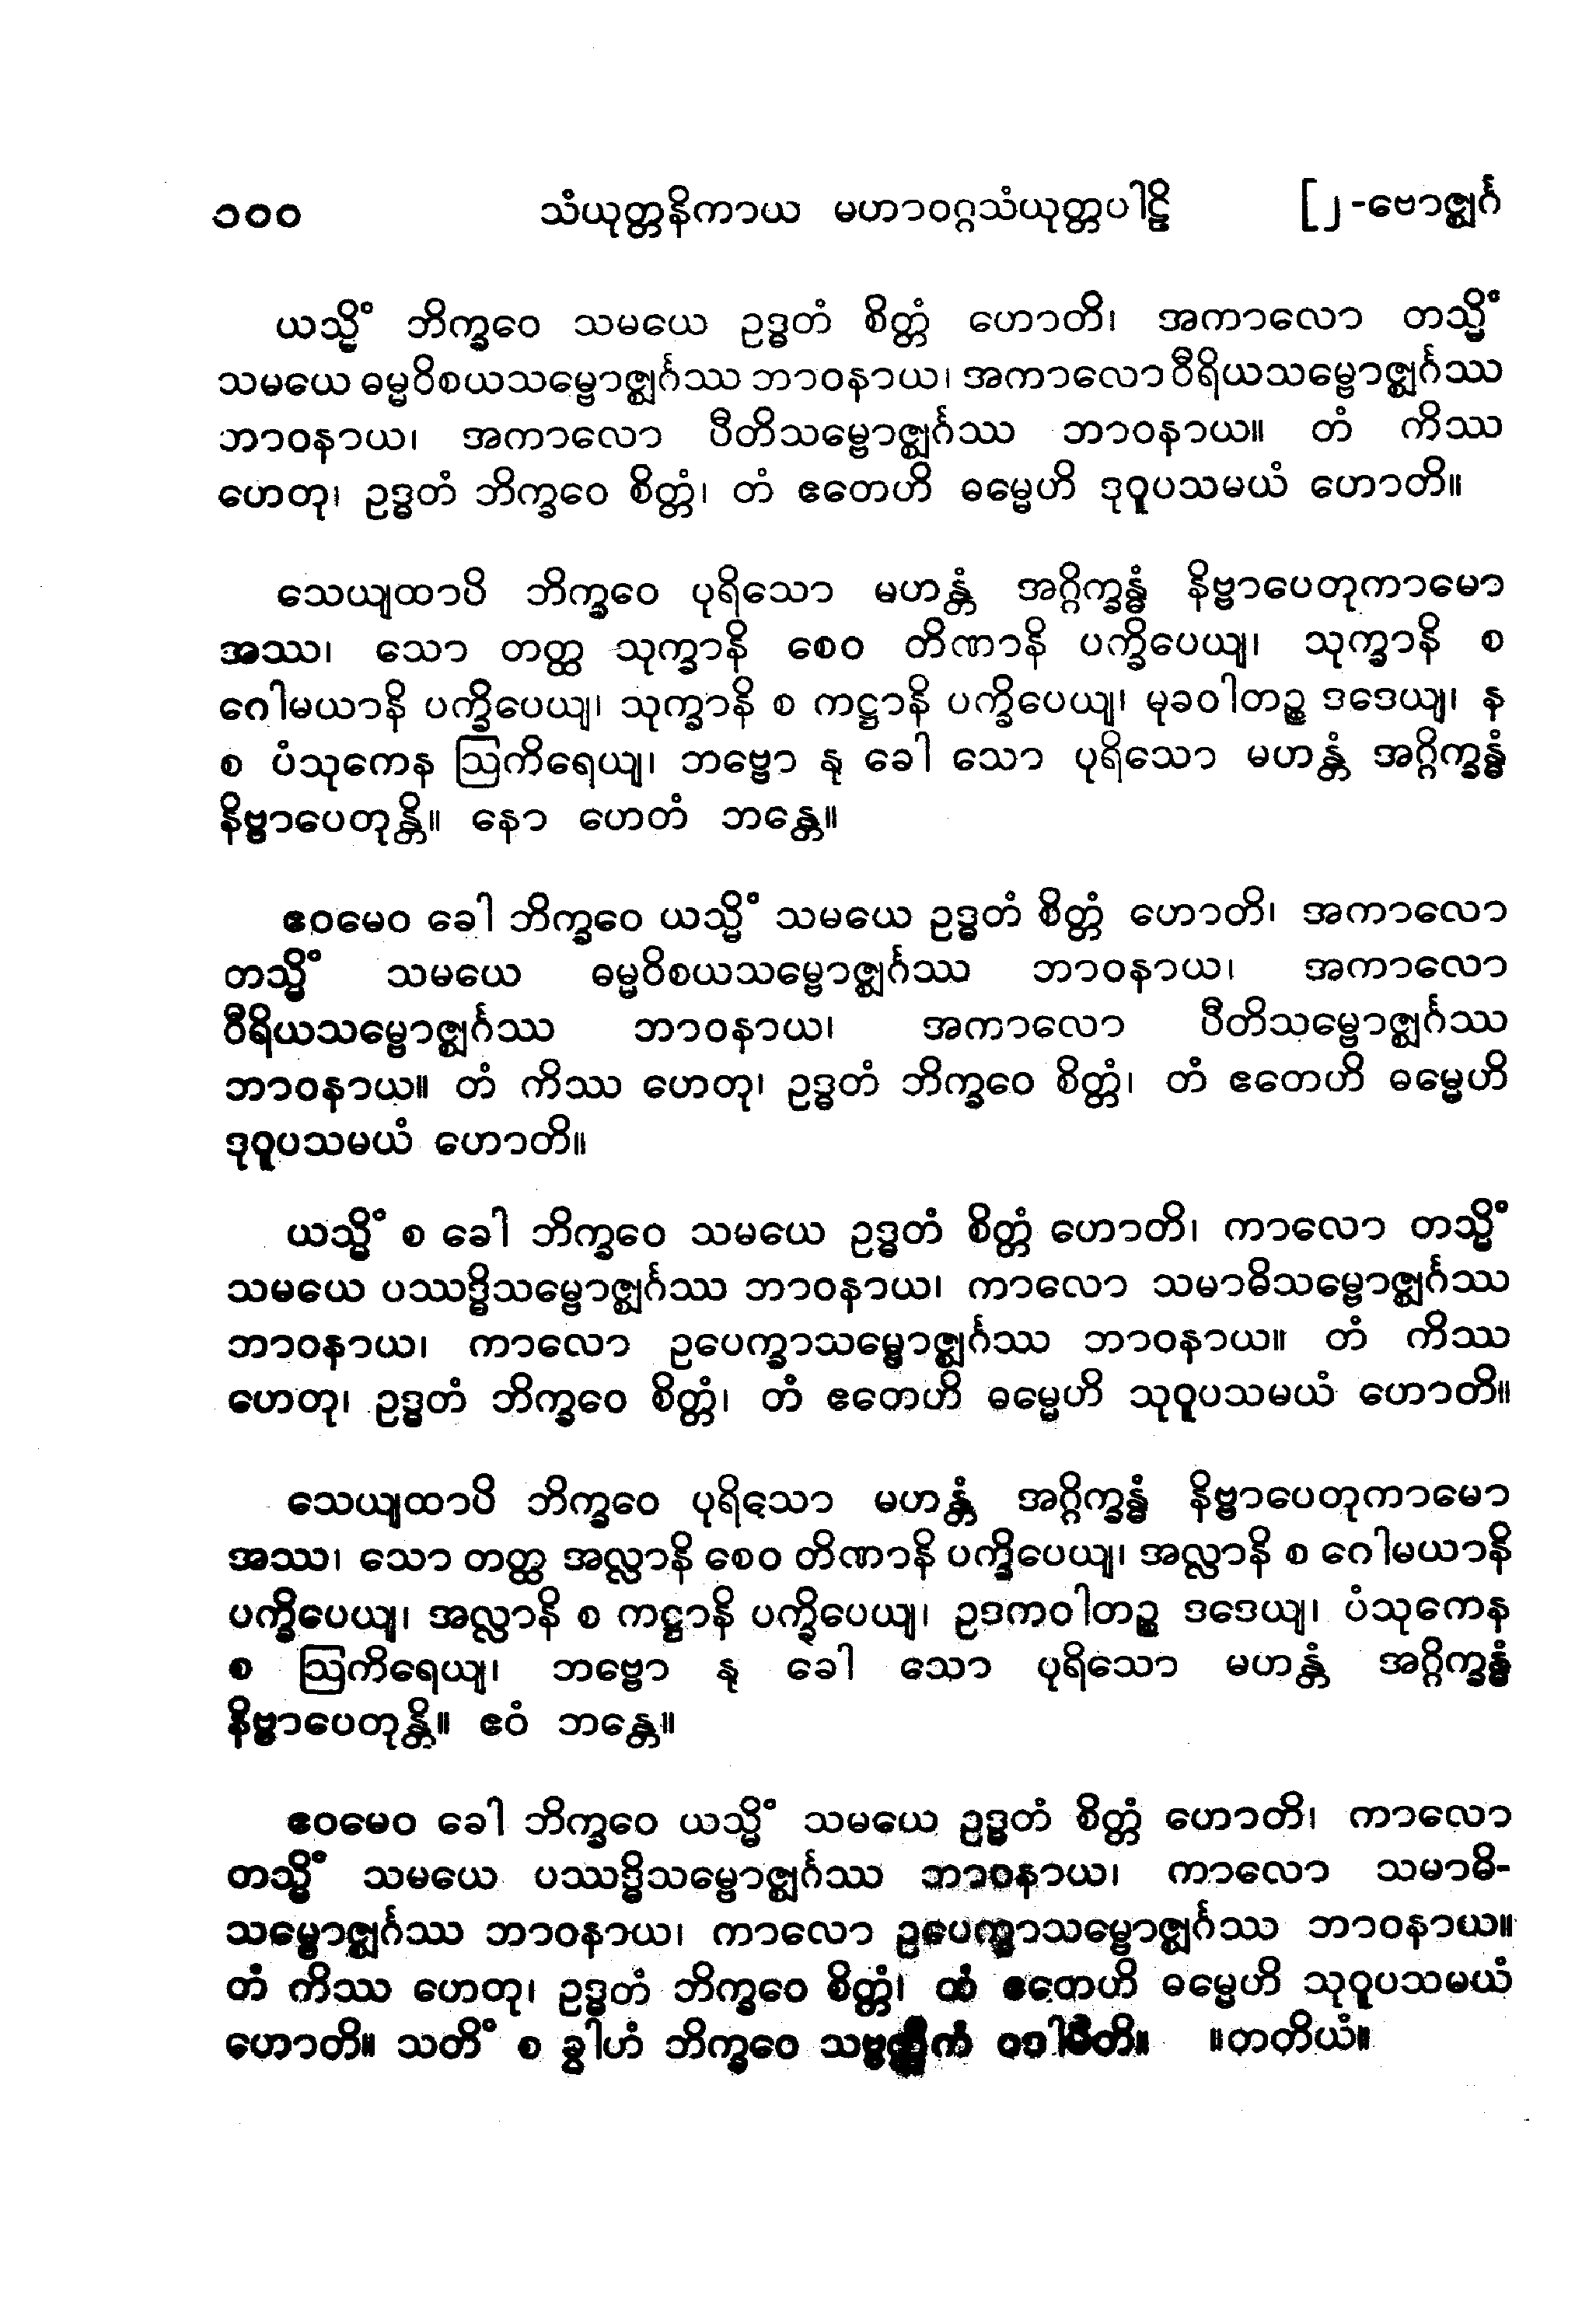 ၁၀၀ သံယုတ္တနိကာယ မဟာဝဂ္ဂသံယုတ္တပါဠိ [၂-ဗောဇ္ဈင်္ဂ
ယသ္မိံ ဘိက္ခဝေ သမယေ ဥဒ္ဓတံ စိတ္တံ ဟောတိ၊ အကာလော တသ္မိံ
သမယေ ဓမ္မဝိစယသမ္ဗောဇ္ဈင်္ဂဿ ဘာဝနာယ၊ အကာလော ဝီရိယသမ္ဗောဇ္ဈင်္ဂဿ
ဘာဝနာယ၊ အကာလော ပီတိသမ္ဗောဇ္ဈင်္ဂဿ ဘာဝနာယ။ တံ ကိဿ
ဟေတု၊ ဥဒ္ဓတံ ဘိက္ခဝေ စိတ္တံ၊ တံ ဧတေဟိ ဓမ္မေဟိ ဒုဝူပသမယံ ဟောတိ။
သေယျထာပိ ဘိက္ခဝေ ပုရိသော မဟန္တံ အဂ္ဂိက္ခန္ဓံ နိဗ္ဗာပေတုကာမော
အဿ၊ သော တတ္ထ သုက္ခာနိ စေဝ တိဏာနိ ပက္ခိပေယျ၊ သုက္ခာနိ စ
ဂေါမယာနိ ပက္ခိပေယျ၊ သုက္ခာနိ စ ကဋ္ဌာနိ ပက္ခိပေယျ၊ မုခဝါတဉ္စ ဒဒေယျ၊ န
စ ပံသုကေန ဩကိရေယျ၊ ဘဗ္ဗော နု ခေါ သော ပုရိသော မဟန္တံ အဂ္ဂိက္ခန္ဓံ
နိဗ္ဗာပေတုန္တိ။ နော ဟေတံ ဘန္တေ။
ဧဝမေဝ ခေါ ဘိက္ခဝေ ယသ္မိံ သမယေ ဥဒ္ဓတံ စိတ္တံ ဟောတိ၊ အကာလော
တသ္မိံ သမယေ ဓမ္မဝိစယသမ္ဗောဇ္ဈင်္ဂဿ ဘာဝနာယ၊ အကာလော
ဝီရိယသမ္ဗောဇ္ဈင်္ဂဿ ဘာဝနာယ၊ အကာလော ပီတိသမ္ဗောဇ္ဈင်္ဂဿ
ဘာဝနာယ။ တံ ကိဿ ဟေတု၊ ဥဒ္ဓတံ ဘိက္ခဝေ စိတ္တံ၊ တံ ဧတေဟိ ဓမ္မေဟိ
ဒုဝူပသမယံ ဟောတိ။
ယသ္မိံ စ ခေါ ဘိက္ခဝေ သမယေ ဥဒ္ဓတံ စိတ္တံ ဟောတိ၊ ကာလော တသ္မိံ
သမယေ ပဿဒ္ဓိသမ္ဗောဇ္ဈင်္ဂဿ ဘာဝနာယ၊ ကာလော သမာဓိသမ္ဗောဇ္ဈင်္ဂဿ
ဘာဝနာယ၊ ကာလော ဥပေက္ခာသမ္ဗောဇ္ဈင်္ဂဿ ဘာဝနာယ။ တံ ကိဿ
ဟေတု၊ ဥဒ္ဓတံ ဘိက္ခဝေ စိတ္တံ၊ တံ ဧတေဟိ ဓမ္မေဟိ သုဝူပသမယံ ဟောတိ။
သေယျထာပိ ဘိက္ခဝေ ပုရိသော မဟန္တံ အဂ္ဂိက္ခန္ဓံ နိဗ္ဗာပေတုကာမော
အဿ၊ သော တတ္ထ အလ္လာနိ စေဝ တိဏာနိ ပက္ခိပေယျ၊ အလ္လာနိ စ ဂေါမယာနိ
ပက္ခိပေယျ၊ အလ္လာနိ စ ကဋ္ဌာနိ ပက္ခိပေယျ၊ ဥဒကဝါတဉ္စ ဒဒေယျ၊ ပံသုကေန
စ ဩကိရေယျ၊ ဘဗ္ဗော နု ခေါ သော ပုရိသော မဟန္တံ အဂ္ဂိက္ခန္ဓံ
နိဗ္ဗာပေတုန္တိ။ ဧဝံ ဘန္တေ။
ဧဝမေဝ ခေါ ဘိက္ခဝေ ယသ္မိံ သမယေ ဥဒ္ဓတံ စိတ္တံ ဟောတိ၊ ကာလော
တသ္မိံ သမယေ ပဿဒ္ဓိသမ္ဗောဇ္ဈင်္ဂဿ ဘာဝနာယ၊ ကာလော သမာဓိ-
သမ္ဗောဇ္ဈင်္ဂဿ ဘာဝနာယ၊ ကာလော ဥပေက္ခာသမ္ဗောဇ္ဈင်္ဂဿ ဘာဝနာယ။
တံ ကိဿ ဟေတု၊ ဥဒ္ဓတံ ဘိက္ခဝေ စိတ္တံ၊ တံ ဧတေဟိ ဓမ္မေဟိ သုဝူပသမယံ
ဟောတိ။ သတိံ စ ခွါဟံ ဘိက္ခဝေ သဗ္ဗတ္ထိကံ ဝဒါမီတိ။ ။တတိယံ။